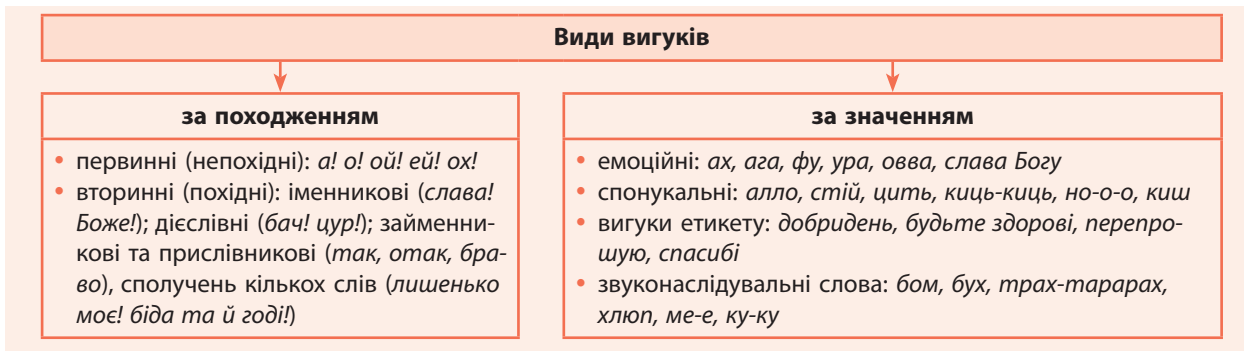 Види вигуків
за походженням
• первинні (непохідні): а! о! ой! ей! ох!
• вторинні (похідні): іменникові (слава!
Боже!); дієслівні (бач! цур!); займенни-
кові та прислівникові (так, отак, бра-
во), сполучень кількох слів (лишенько
моє! біда та й годі!)
за значенням
• емоційні: ах, ага, фу, ура, овва, слава Богу
• спонукальні: алло, стій, цить, киць-киць, но-о-о, киш
• вигуки етикету: добридень, будьте здорові, перепро-
шую, спасибі
• звуконаслідувальні слова: бом, бух, трах-тарарах,
хлюп, ме-е, ку-ку